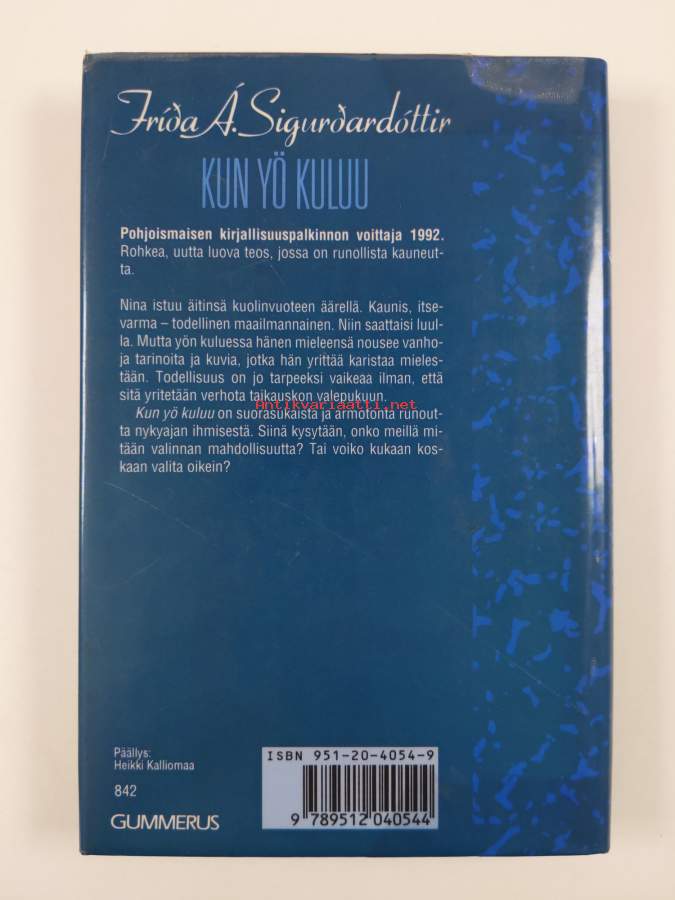 Fríða Á. Sigurðardóttir
KUN YÖ KULUU
Pohjoismaisen kirjallisuuspalkinnon voittaja 1992.
Rohkea, uutta luova teos, jossa on runollista kauneut-
ta.
Nina istuu äitinsä kuolinvuoteen äärellä. Kaunis, itse-
varma – todellinen maailmannainen. Niin saattaisi luul-
la. Mutta yön kuluessa hänen mieleensä nousee vanho-
ja tarinoita ja kuvia, jotka hän yrittää karistaa mieles-
tään. Todellisuus on jo tarpeeksi vaikeaa ilman, että
sitä yritetään verhota taikauskon valepukuun.
Antikvariaatti.net
Kun yö kuluu on suorasukaista ja armotonta runout-
ta nykyajan ihmisestä. Siinä kysytään, onko meillä mi-
tään valinnan mahdollisuutta? Tai voiko kukaan kos-
kaan valita oikein?
Päällys:
Heikki Kalliomaa
842
GUMMERUS
ISBN 951-20-4054-9
9 789512 040544